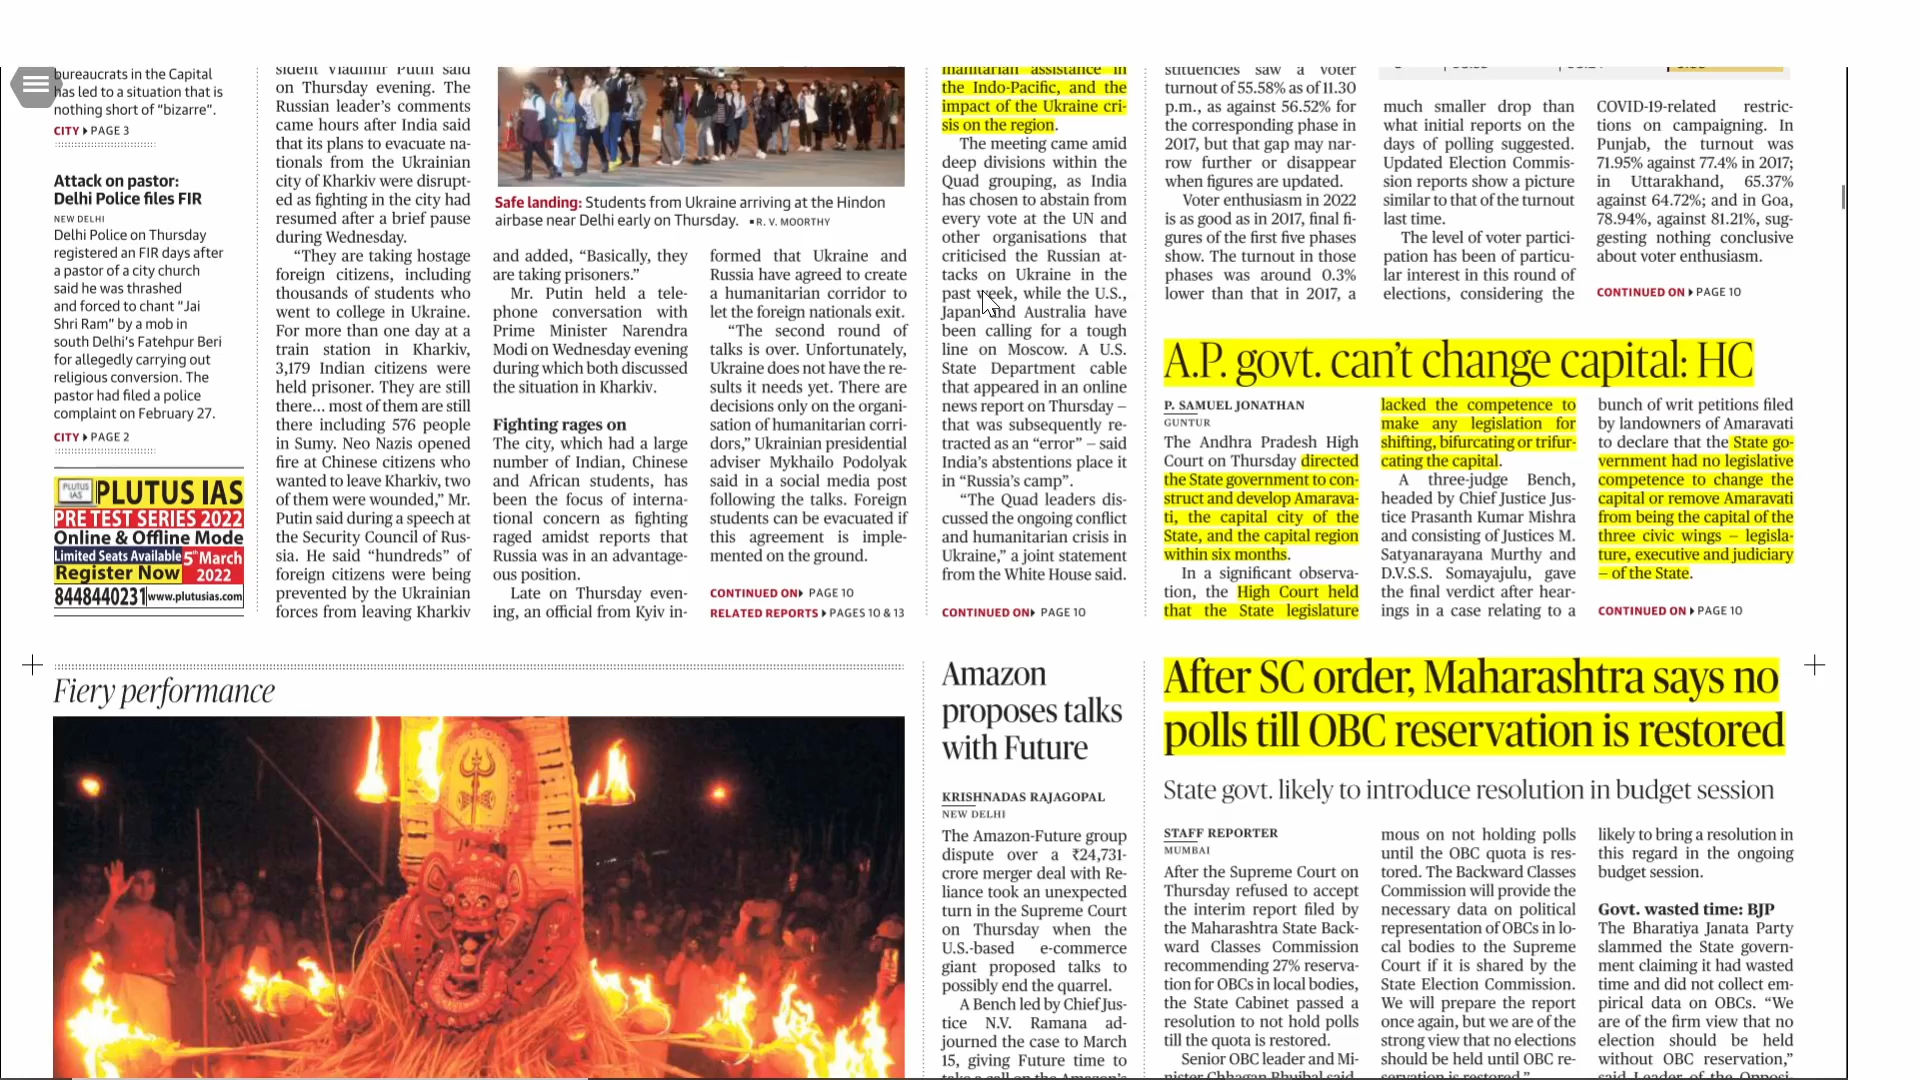 bureaucrats in the Capital
has led to a situation that is
nothing short of “bizarre”.
CITY PAGE 3
Attack on pastor:
Delhi Police files FIR
NEW DELHI
Delhi Police on Thursday
registered an FIR days after
a pastor of a city church
said he was thrashed
and forced to chant “Jai
Shri Ram” by a mob in
south Delhi’s Fatehpur Beri
for allegedly carrying out
religious conversion. The
pastor had filed a police
complaint on February 27.
CITY PAGE 2
PLUTUS IAS
PLUTUS IAS
PRE TEST SERIES 2022
Online & Offline Mode
Limited Seats Available
Register Now
5th March
2022
8448440231
www.plutusias.com
sident Vladimir Putin said
on Thursday evening. The
Russian leader’s comments
came hours after India said
that its plans to evacuate na-
tionals from the Ukrainian
city of Kharkiv were disrupt-
ed as fighting in the city had
resumed after a brief pause
during Wednesday.
“They are taking hostage
foreign citizens, including
thousands of students who
went to college in Ukraine.
For more than one day at a
train station in Kharkiv,
3,179 Indian citizens were
held prisoner. They are still
there... most of them are still
there including 576 people
in Sumy. Neo Nazis opened
fire at Chinese citizens who
wanted to leave Kharkiv, two
of them were wounded,” Mr.
Putin said during a speech at
the Security Council of Rus-
sia. He said “hundreds” of
foreign citizens were being
prevented by the Ukrainian
forces from leaving Kharkiv
Safe landing: Students from Ukraine arriving at the Hindon
airbase near Delhi early on Thursday. R. V. MOORTHY
and added, “Basically, they
are taking prisoners.”
Mr. Putin held a tele-
phone conversation with
Prime Minister Narendra
Modi on Wednesday evening
during which both discussed
the situation in Kharkiv.
Fighting rages on
The city, which had a large
number of Indian, Chinese
and African students, has
been the focus of interna-
tional concern as fighting
raged amidst reports that
Russia was in an advantage-
ous position.
Late on Thursday even-
ing, an official from Kyiv in-
formed that Ukraine and
Russia have agreed to create
a humanitarian corridor to
let the foreign nationals exit.
“The second round of
talks is over. Unfortunately,
Ukraine does not have the re-
sults it needs yet. There are
decisions only on the organi-
sation of humanitarian corri-
dors,” Ukrainian presidential
adviser Mykhailo Podolyak
said in a social media post
following the talks. Foreign
students can be evacuated if
this agreement is imple-
mented on the ground.
CONTINUED ON PAGE 10
RELATED REPORTS PAGES 10 & 13
manitarian assistance in
the Indo-Pacific, and the
impact of the Ukraine cri-
sis on the region.
The meeting came amid
deep divisions within the
Quad grouping, as India
has chosen to abstain from
every vote at the UN and
other organisations that
criticised the Russian at-
tacks on Ukraine in the
past week, while the U.S.,
Japan and Australia have
been calling for a tough
line on Moscow. A U.S.
State Department cable
that appeared in an online
news report on Thursday –
that was subsequently re-
tracted as an “error” – said
India’s abstentions place it
in “Russia’s camp”.
“The Quad leaders dis-
cussed the ongoing conflict
and humanitarian crisis in
Ukraine,” a joint statement
from the White House said.
CONTINUED ON PAGE 10
stituencies saw a voter
turnout of 55.58% as of 11.30
p.m., as against 56.52% for
the corresponding phase in
2017, but that gap may nar-
row further or disappear
when figures are updated.
Voter enthusiasm in 2022
is as good as in 2017, final fi-
gures of the first five phases
show. The turnout in those
phases was around 0.3%
lower than that in 2017, a
much smaller drop than
what initial reports on the
days of polling suggested.
Updated Election Commis-
sion reports show a picture
similar to that of the turnout
last time.
The level of voter partici-
pation has been of particu-
lar interest in this round of
elections, considering the
COVID-19-related restric-
tions on campaigning. In
Punjab, the turnout was
71.95% against 77.4% in 2017;
in Uttarakhand, 65.37%
against 64.72%; and in Goa,
78.94%, against 81.21%, sug-
gesting nothing conclusive
about voter enthusiasm.
CONTINUED ON PAGE 10
A.P. govt. can’t change capital: HC
P. SAMUEL JONATHAN
GUNTUR
The Andhra Pradesh High
Court on Thursday directed
the State government to con-
struct and develop Amarava-
ti, the capital city of the
State, and the capital region
within six months.
In a significant observa-
tion, the High Court held
that the State legislature
lacked the competence to
make any legislation for
shifting, bifurcating or trifur-
cating the capital.
A three-judge Bench,
headed by Chief Justice Jus-
tice Prasanth Kumar Mishra
and consisting of Justices M.
Satyanarayana Murthy and
D.V.S.S. Somayajulu, gave
the final verdict after hear-
ings in a case relating to a
bunch of writ petitions filed
by landowners of Amaravati
to declare that the State go-
vernment had no legislative
competence to change the
capital or remove Amaravati
from being the capital of the
three civic wings – legisla-
ture, executive and judiciary
– of the State.
CONTINUED ON PAGE 10
Fiery performance
Amazon
proposes talks
with Future
KRISHNADAS RAJAGOPAL
NEW DELHI
The Amazon-Future group
dispute over a ₹24,731-
crore merger deal with Re-
liance took an unexpected
turn in the Supreme Court
on Thursday when the
U.S.-based e-commerce
giant proposed talks to
possibly end the quarrel.
A Bench led by Chief Jus-
tice N.V. Ramana ad-
journed the case to March
15, giving Future time to
take a call on the Amazon’s
After SC order, Maharashtra says no
polls till OBC reservation is restored
State govt. likely to introduce resolution in budget session
STAFF REPORTER
MUMBAI
After the Supreme Court on
Thursday refused to accept
the interim report filed by
the Maharashtra State Back-
ward Classes Commission
recommending 27% reserva-
tion for OBCs in local bodies,
the State Cabinet passed a
resolution to not hold polls
till the quota is restored.
Senior OBC leader and Mi-
nister Chhagan Bhujbal said
mous on not holding polls
until the OBC quota is res-
tored. The Backward Classes
Commission will provide the
necessary data on political
representation of OBCs in lo-
cal bodies to the Supreme
Court if it is shared by the
State Election Commission.
We will prepare the report
once again, but we are of the
strong view that no elections
should be held until OBC re-
servation is restored.”
likely to bring a resolution in
this regard in the ongoing
budget session.
Govt. wasted time: BJP
The Bharatiya Janata Party
slammed the State govern-
ment claiming it had wasted
time and did not collect em-
pirical data on OBCs. “We
are of the firm view that no
election should be held
without OBC reservation,”
said Leader of the Opposi-